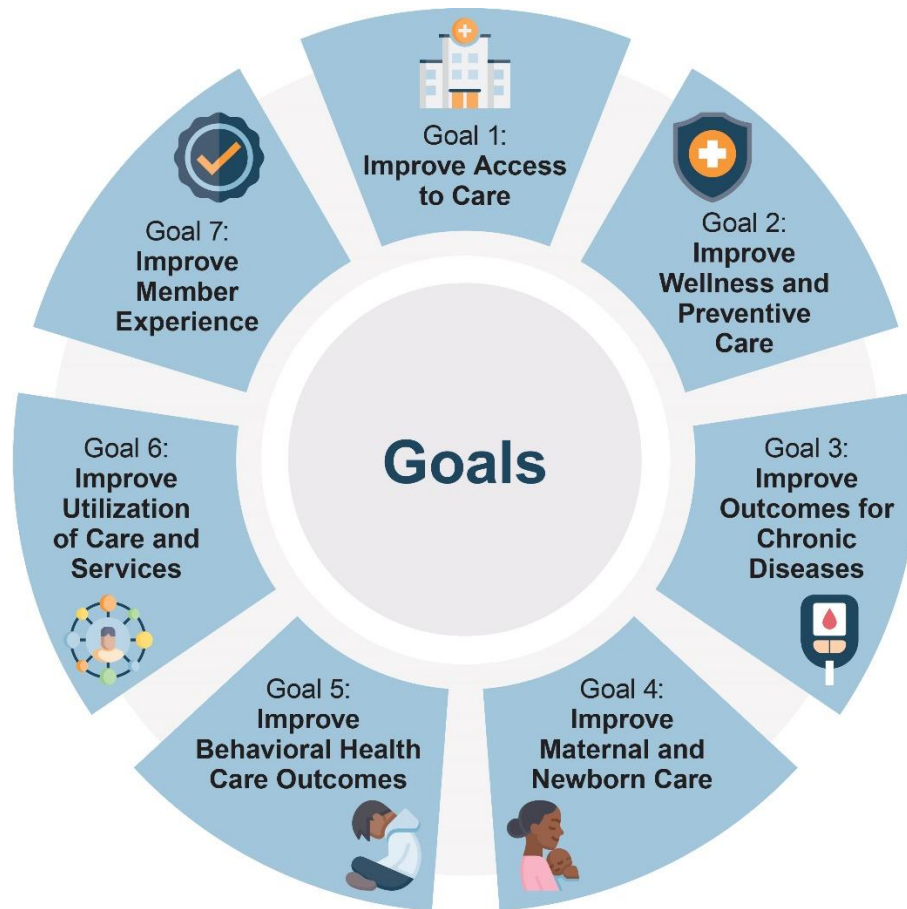 Goal 1:
Improve Access
to Care
Goal 2:
Improve
Wellness and
Preventive
Care
Goal 3:
Improve
Outcomes for
Chronic
Diseases
Goal 4:
Improve
Maternal and
Newborn Care
Goal 5:
Improve
Behavioral Health
Care Outcomes
Goal 6:
Improve
Utilization
of Care and
Services
Goal 7:
Improve
Member
Experience
Goals